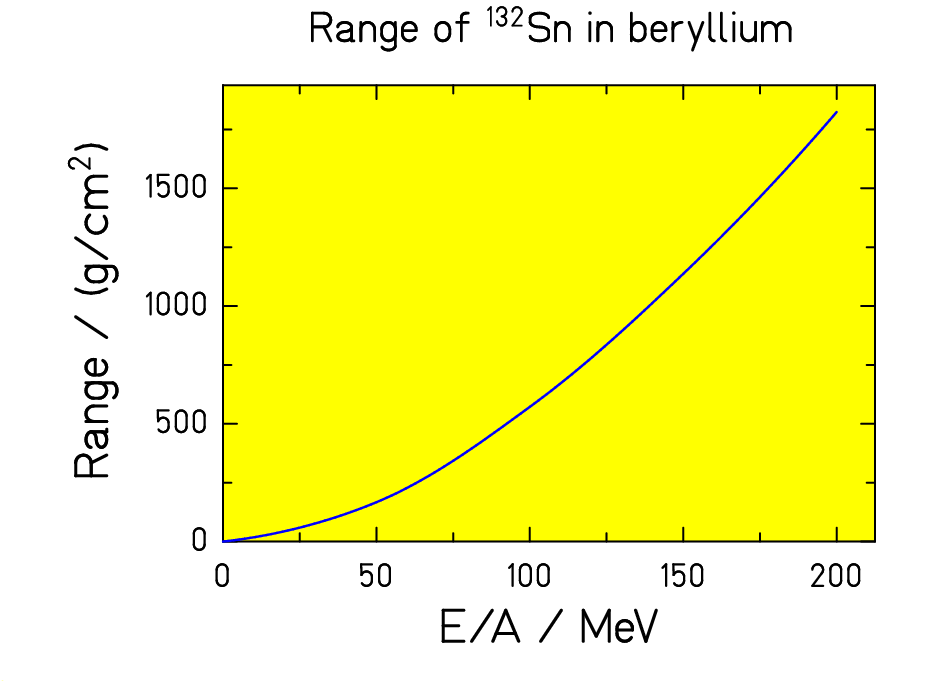 Range of ¹³²Sn in beryllium
Range / (g/cm²)
1500
1000
500
0
0 50 100 150 200
E/A / MeV